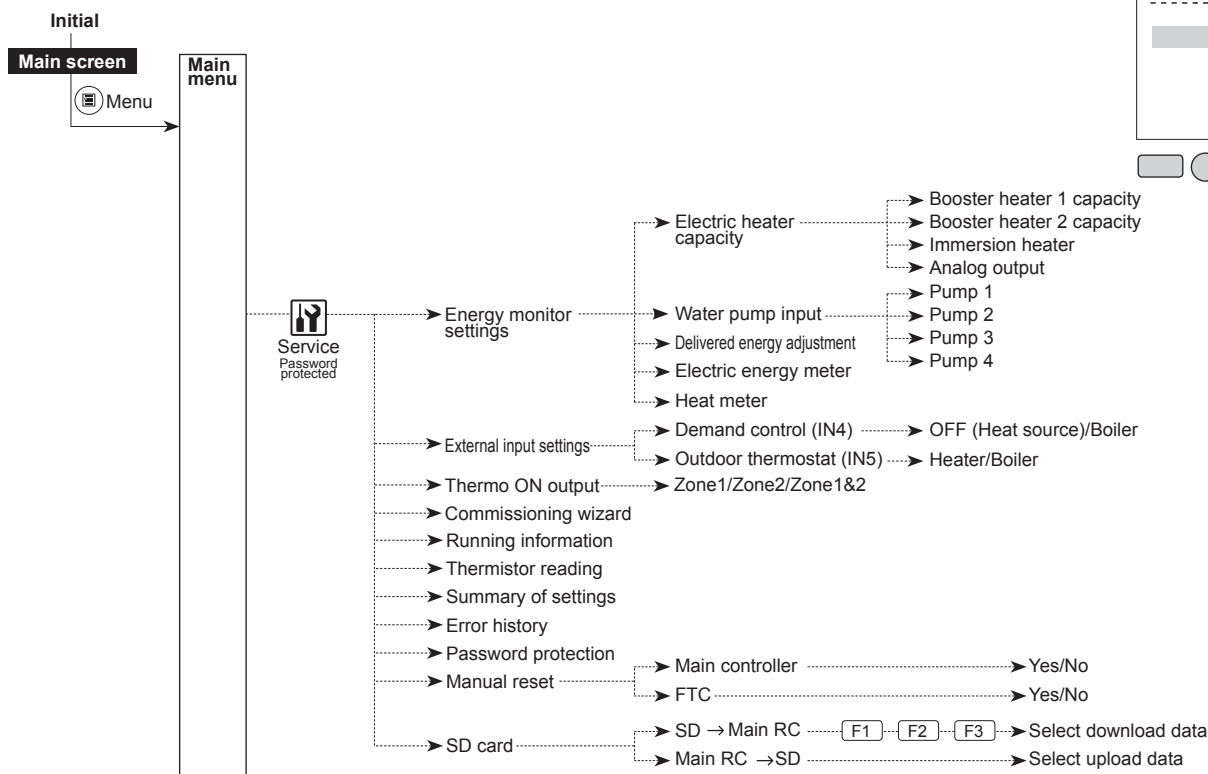 Initial
Main screen
Menu
Main
menu
Service
Password
protected
Energy monitor
settings
Electric heater
capacity
Booster heater 1 capacity
Booster heater 2 capacity
Immersion heater
Analog output
Water pump input
Pump 1
Pump 2
Pump 3
Pump 4
Delivered energy adjustment
Electric energy meter
Heat meter
External input settings
Demand control (IN4)
OFF (Heat source)/Boiler
Outdoor thermostat (IN5)
Heater/Boiler
Thermo ON output
Zone1/Zone2/Zone1&2
Commissioning wizard
Running information
Thermistor reading
Summary of settings
Error history
Password protection
Manual reset
Main controller
Yes/No
FTC
Yes/No
SD card
SD → Main RC
F1
F2
F3
Select download data
Main RC → SD
Select upload data